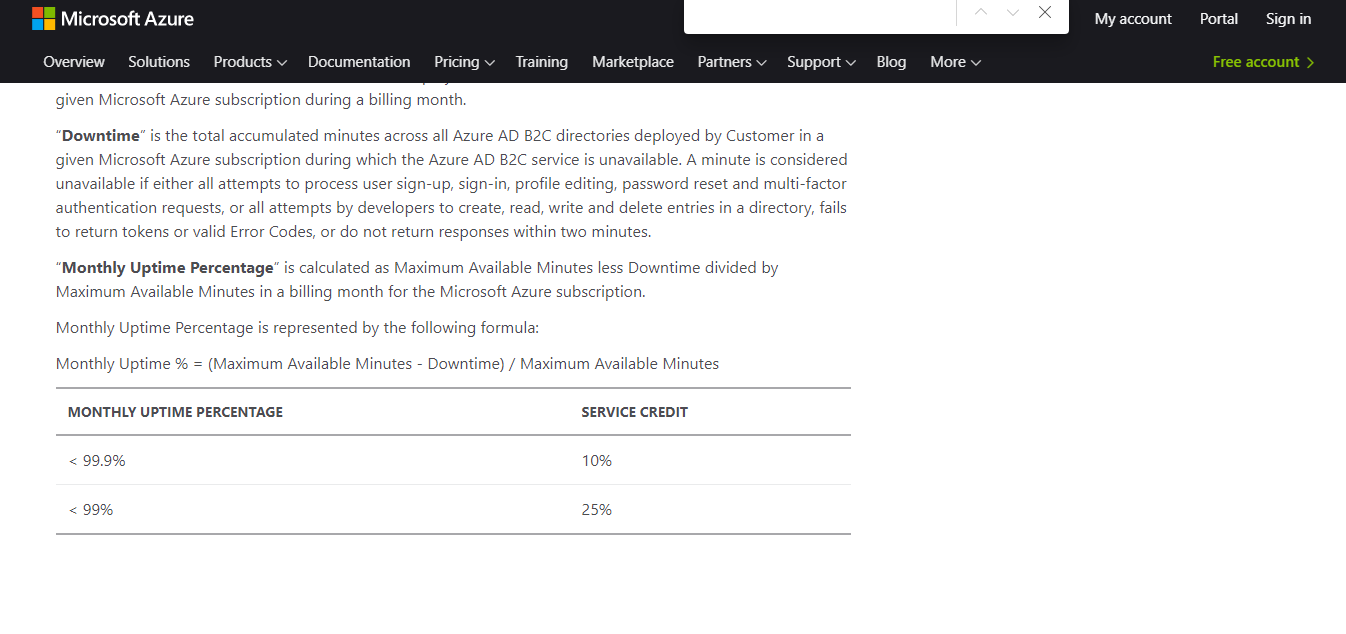 Microsoft Azure
My account Portal Sign in
Overview Solutions Products Documentation Pricing Training Marketplace Partners Support Blog More Free account
given Microsoft Azure subscription during a billing month.
“Downtime” is the total accumulated minutes across all Azure AD B2C directories deployed by Customer in a
given Microsoft Azure subscription during which the Azure AD B2C service is unavailable. A minute is considered
unavailable if either all attempts to process user sign-up, sign-in, profile editing, password reset and multi-factor
authentication requests, or all attempts by developers to create, read, write and delete entries in a directory, fails
to return tokens or valid Error Codes, or do not return responses within two minutes.
“Monthly Uptime Percentage” is calculated as Maximum Available Minutes less Downtime divided by
Maximum Available Minutes in a billing month for the Microsoft Azure subscription.
Monthly Uptime Percentage is represented by the following formula:
Monthly Uptime % = (Maximum Available Minutes - Downtime) / Maximum Available Minutes
MONTHLY UPTIME PERCENTAGE SERVICE CREDIT
< 99.9% 10%
< 99% 25%